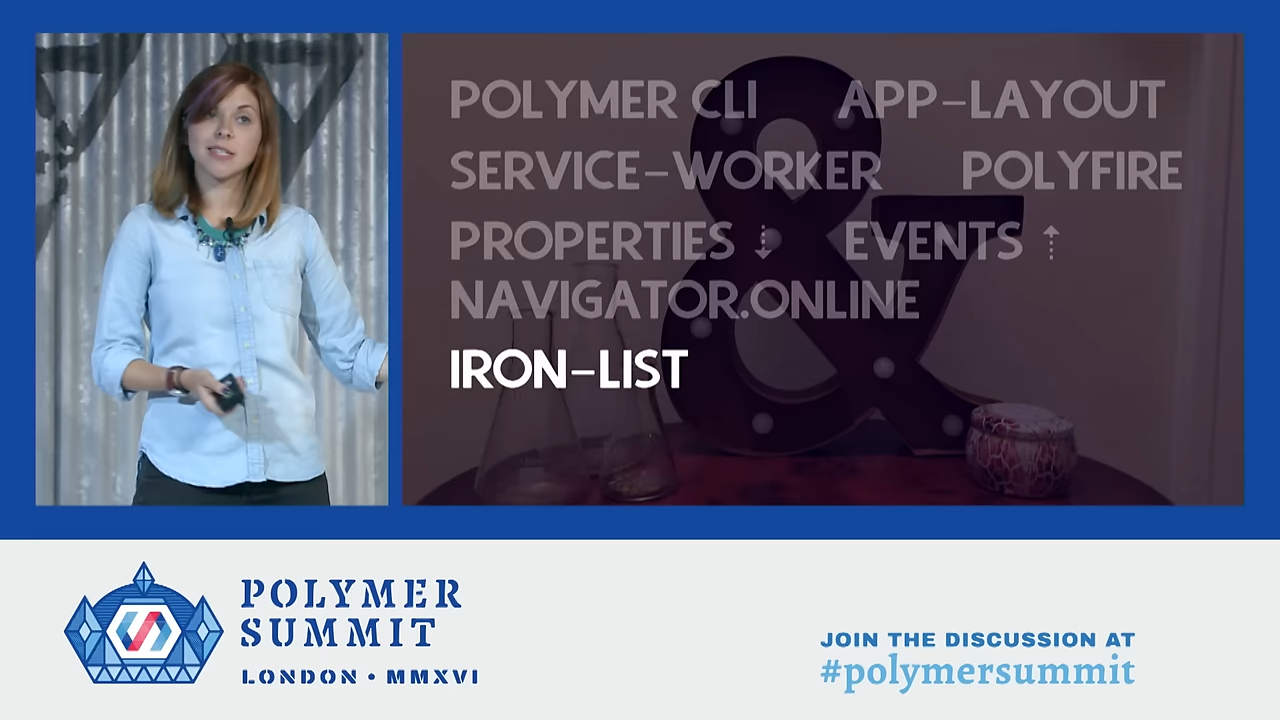 POLYMER CLI APP-LAYOUT
SERVICE-WORKER POLYFIRE
PROPERTIES ⇣ EVENTS ⇡
NAVIGATOR.ONLINE
IRON-LIST
POLYMER
SUMMIT
LONDON • MMXVI
JOIN THE DISCUSSION AT
#polymersummit